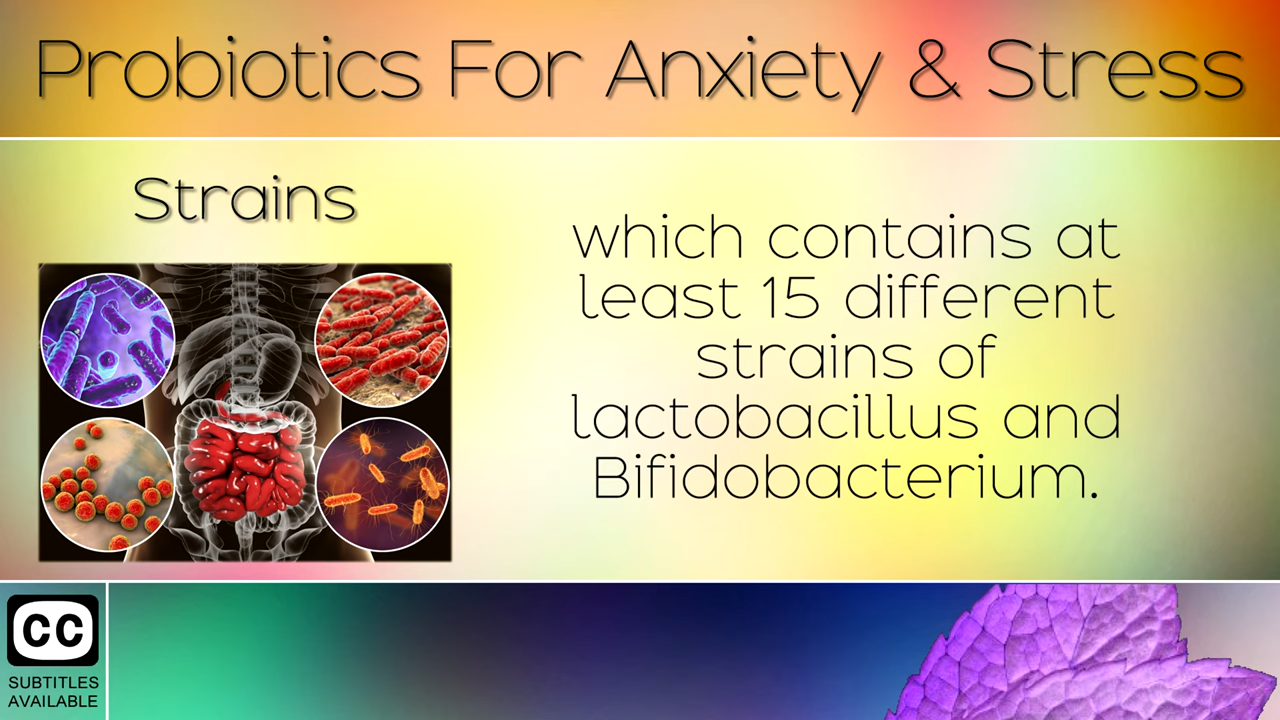 Probiotics For Anxiety & Stress
Strains
which contains at
least 15 different
strains of
lactobacillus and
Bifidobacterium.
CC
SUBTITLES
AVAILABLE